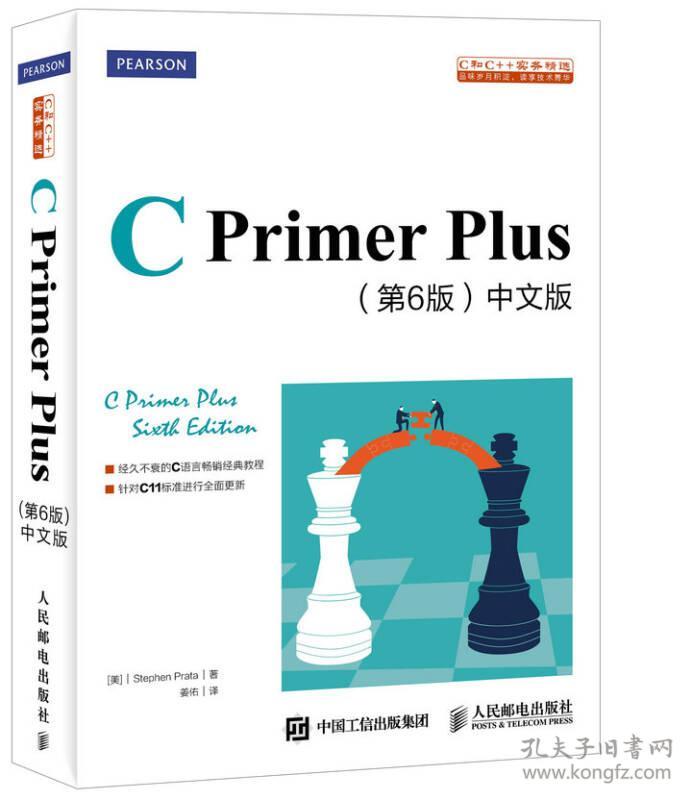 PEARSON
C和C++实务精选
C Primer Plus
(第6版)
中文版
人民邮电出版社
PEARSON
C和C++实务精选
品味岁月积淀,读享技术菁华
C Primer Plus
(第6版)中文版
C Primer Plus
Sixth Edition
经久不衰的C语言畅销经典教程
针对C11标准进行全面更新
[美] | Stephen Prata | 著
姜佑 | 译
中国工信出版集团
人民邮电出版社
POSTS & TELECOM PRESS
孔夫子旧書网
www.kongfz.com